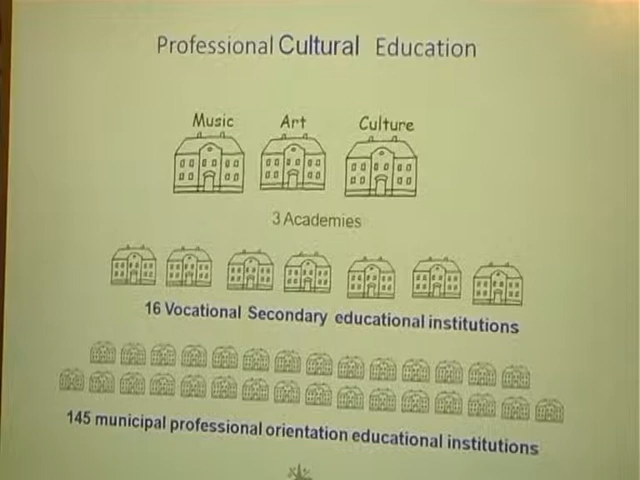 Professional Cultural Education
Music Art Culture
3 Academies
16 Vocational Secondary educational institutions
145 municipal professional orientation educational institutions